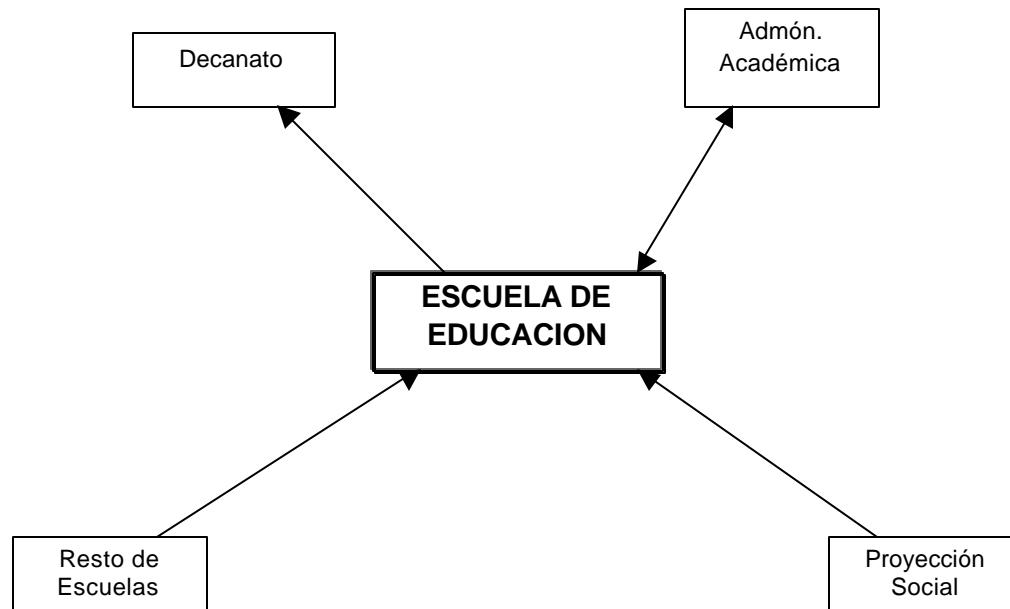 Decanato
Admón.
Académica
ESCUELA DE
EDUCACION
Resto de
Escuelas
Proyección
Social